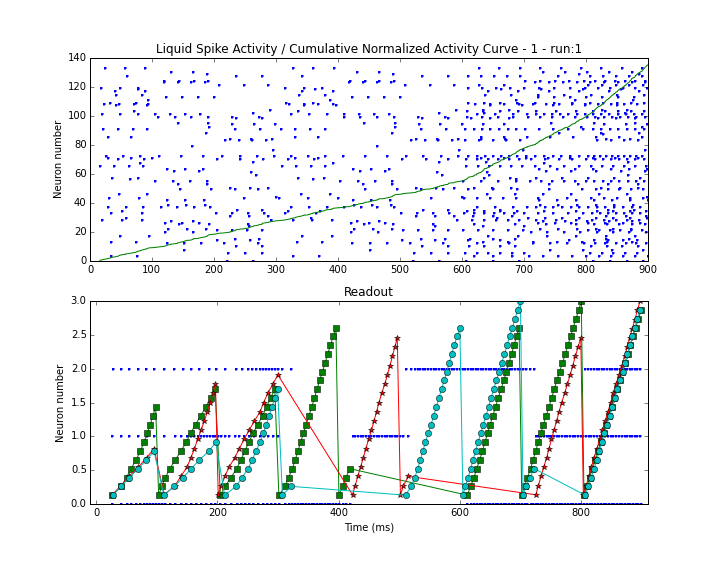 Liquid Spike Activity / Cumulative Normalized Activity Curve - 1 - run:1
140
120
100
80
60
40
20
0
Neuron number
0 100 200 300 400 500 600 700 800 900
Readout
3.0
2.5
2.0
1.5
1.0
0.5
0.0
Neuron number
0 200 400 600 800
Time (ms)